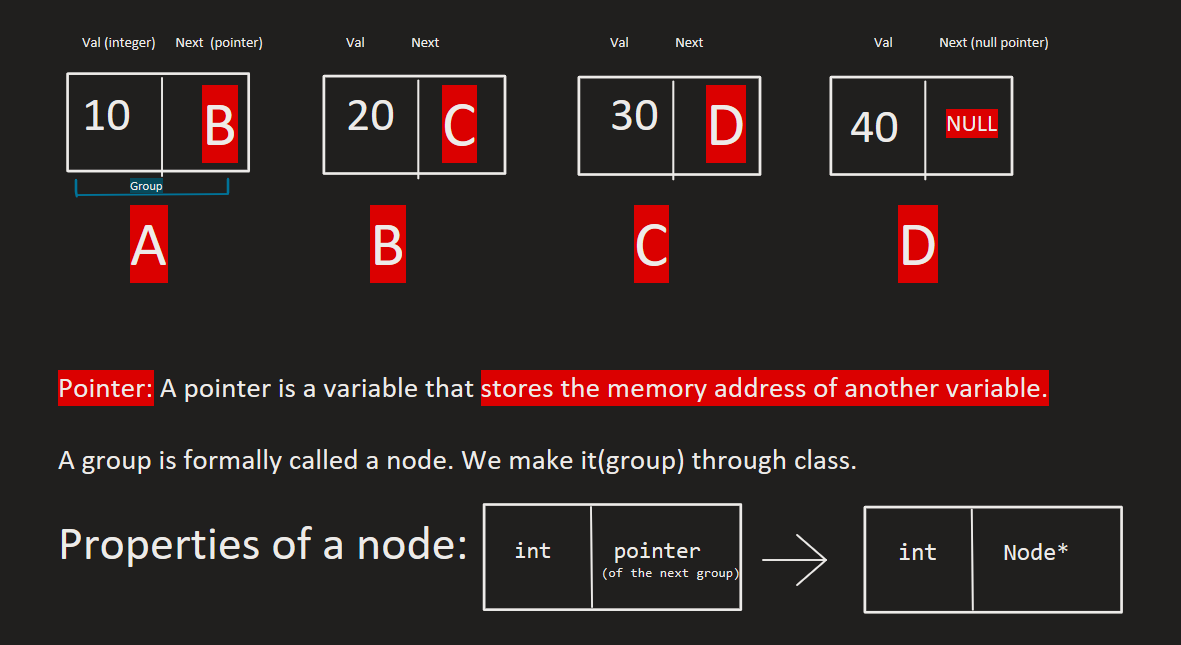 Val (integer) Next (pointer) Val Next Val Next Val Next (null pointer)
10 B 20 C 30 D 40 NULL
Group
A B C D
Pointer: A pointer is a variable that stores the memory address of another variable.
A group is formally called a node. We make it(group) through class.
Properties of a node: int pointer int Node*
(of the next group)